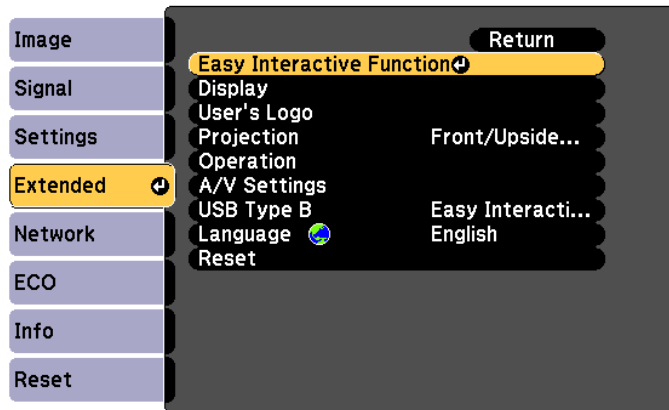 Image
Signal
Settings
Extended
Network
ECO
Info
Reset
Return
Easy Interactive Function
Display
User's Logo
Projection Front/Upside...
Operation
A/V Settings
USB Type B Easy Interacti...
Language English
Reset